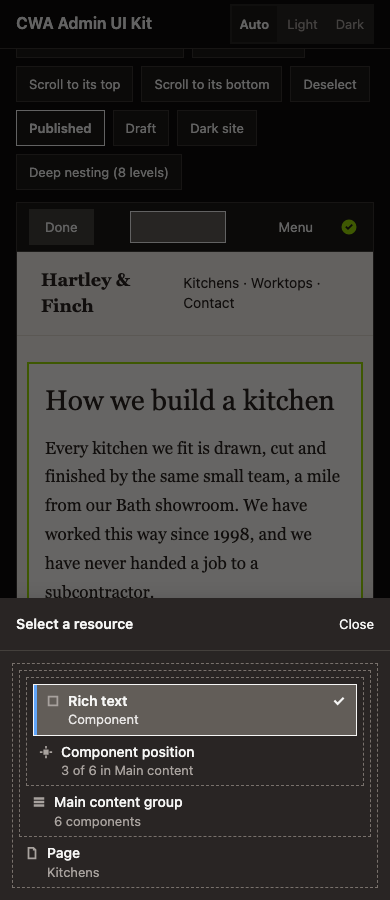 CWA Admin UI Kit
Auto
Light
Dark
Scroll to its top
Scroll to its bottom
Deselect
Published
Draft
Dark site
Deep nesting (8 levels)
Done
Menu
Hartley &
Finch
Kitchens · Worktops ·
Contact
How we build a kitchen
Every kitchen we fit is drawn, cut and
finished by the same small team, a mile
from our Bath showroom. We have
worked this way since 1998, and we
have never handed a job to a
subcontractor.
Select a resource
Close
Rich text
Component
Component position
3 of 6 in Main content
Main content group
6 components
Page
Kitchens